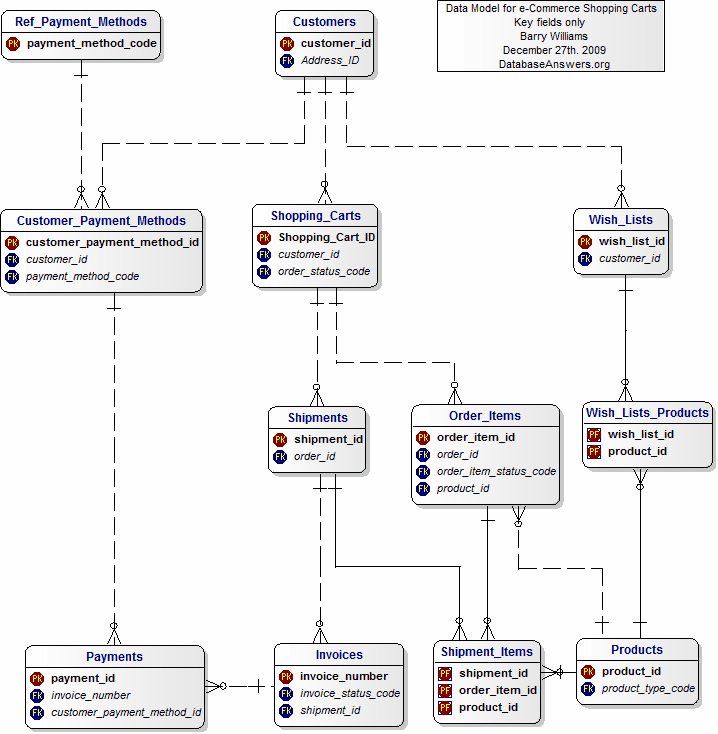 Data Model for e-Commerce Shopping Carts
Key fields only
Barry Williams
December 27th. 2009
DatabaseAnswers.org
Ref_Payment_Methods
PK payment_method_code
Customers
PK customer_id
FK Address_ID
Customer_Payment_Methods
PK customer_payment_method_id
FK customer_id
FK payment_method_code
Shopping_Carts
PK Shopping_Cart_ID
FK customer_id
FK order_status_code
Wish_Lists
PK wish_list_id
FK customer_id
Shipments
PK shipment_id
FK order_id
Order_Items
PK order_item_id
FK order_id
FK order_item_status_code
FK product_id
Wish_Lists_Products
PF wish_list_id
PF product_id
Payments
PK payment_id
FK invoice_number
FK customer_payment_method_id
Invoices
PK invoice_number
FK invoice_status_code
FK shipment_id
Shipment_Items
PF shipment_id
PF order_item_id
PF product_id
Products
PK product_id
FK product_type_code